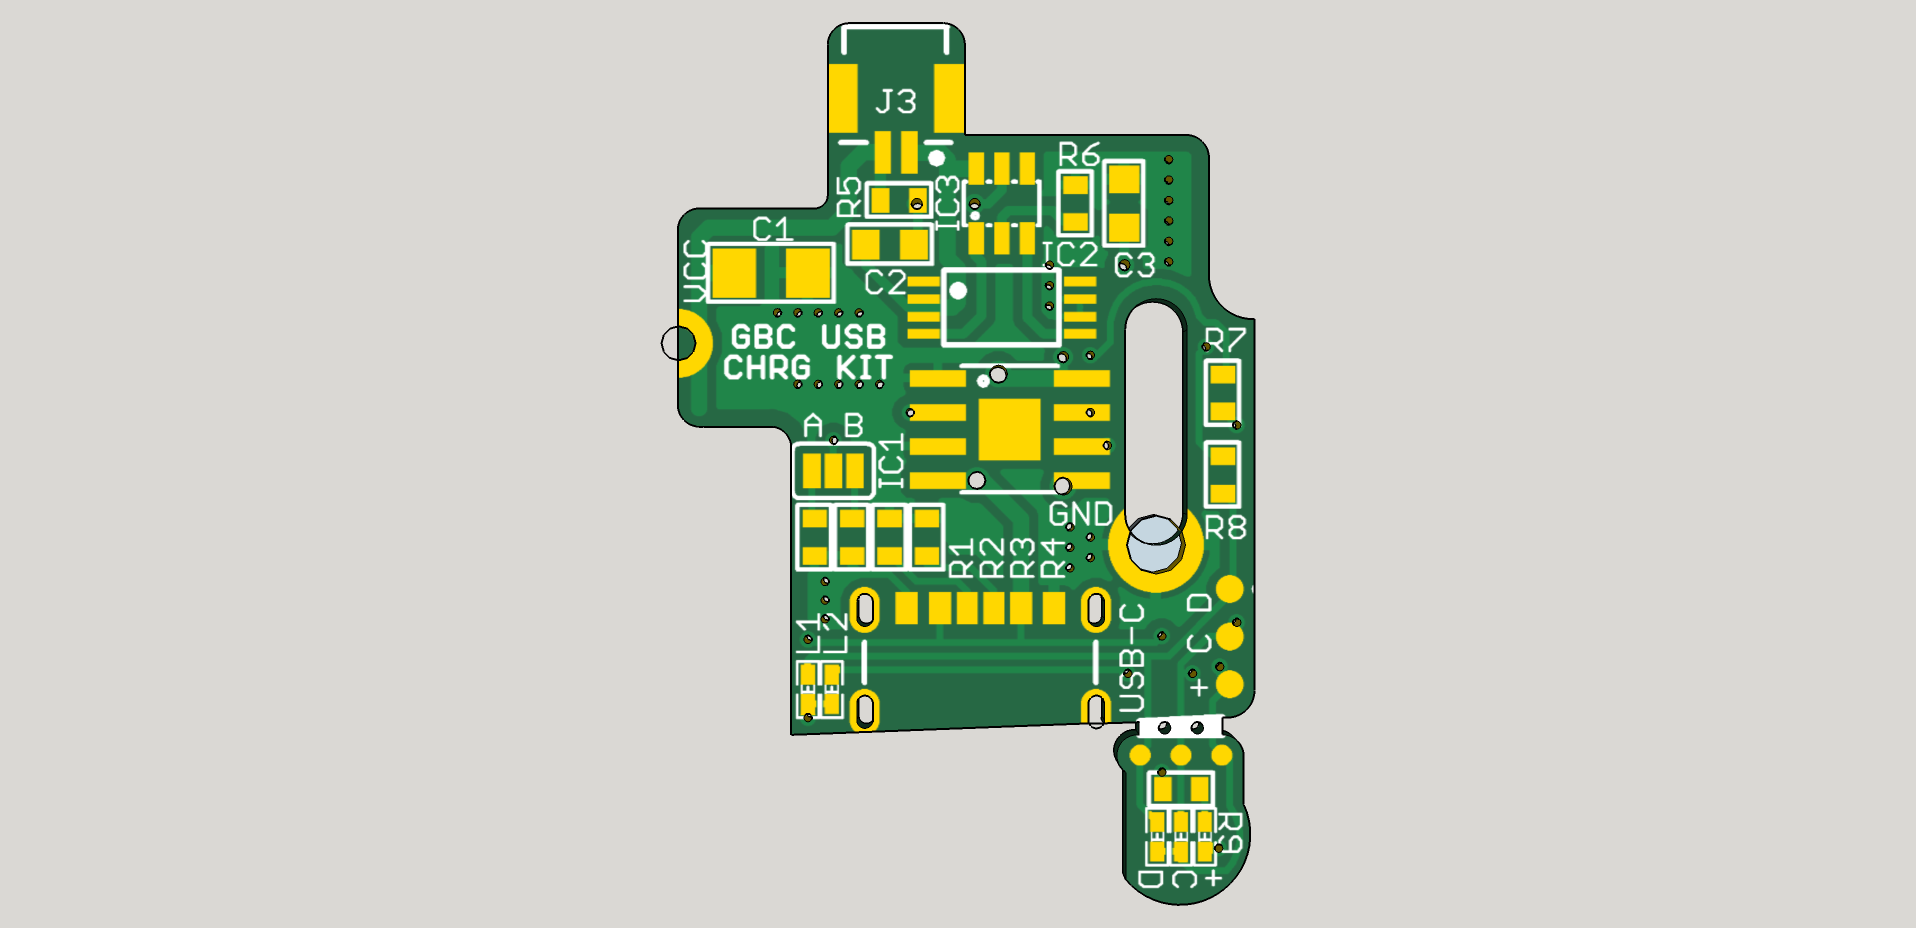 J3
R6
R5
IC3
C1
VCC
C2
IC2
C3
GBC USB
CHRG KIT
R7
A B
IC1
GND
R8
R1
R2
R3
R4
L1
L2
USB-C
D
C
+
R9
D
C
+